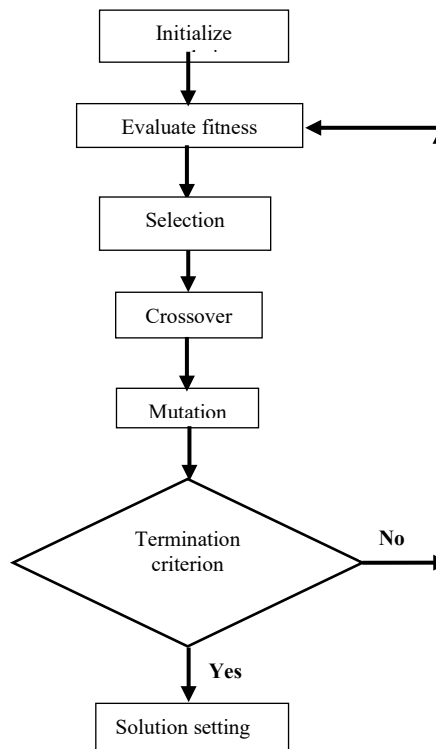 Initialize
Evaluate fitness
Selection
Crossover
Mutation
Termination
criterion
No
Yes
Solution setting